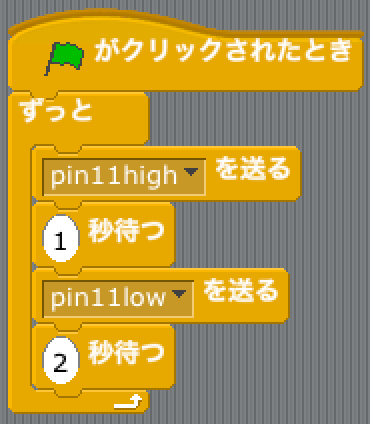 がクリックされたとき
ずっと
pin11high を送る
1 秒待つ
pin11low を送る
2 秒待つ